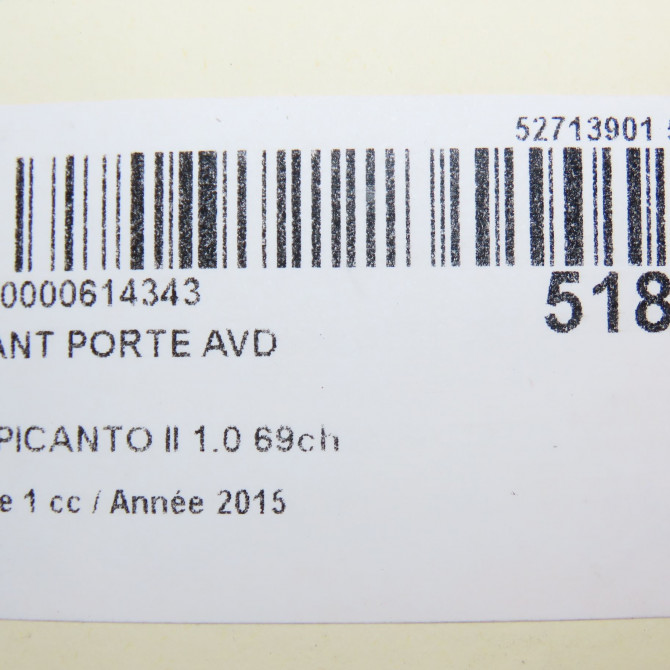 52713901
0000614343
518
ANT PORTE AVD
PICANTO II 1.0 69ch
e 1 cc / Année 2015